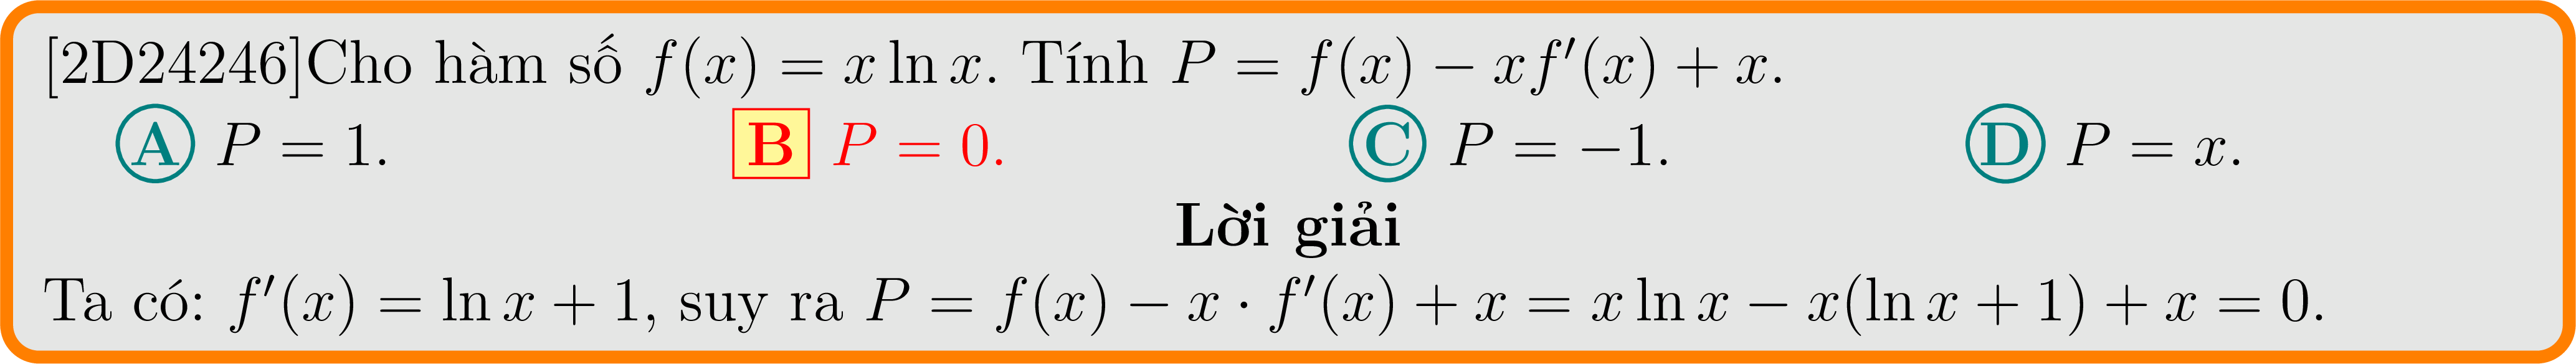 [2D24246]Cho hàm số f(x) = x ln x. Tính P = f(x) − xf′(x) + x.
A P = 1. B P = 0. C P = −1. D P = x.
Lời giải
Ta có: f′(x) = ln x + 1, suy ra P = f(x) − x · f′(x) + x = x ln x − x(ln x + 1) + x = 0.